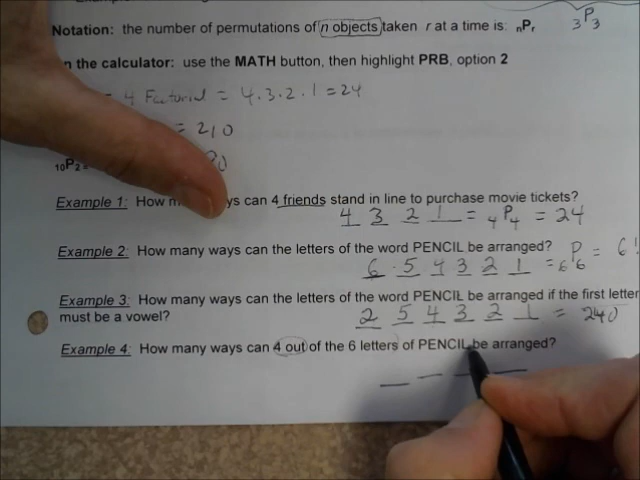 Notation: the number of permutations of n objects taken r at a time is: nPr 3P3
n the calculator: use the MATH button, then highlight PRB, option 2
= 4 Factorial = 4.3.2.1 = 24
= 210
10P2 =
Example 1: How ways can 4 friends stand in line to purchase movie tickets?
4 3 2 1 = 4P4 = 24
Example 2: How many ways can the letters of the word PENCIL be arranged?
6.5 4 3 2 1 = 6P6 = 6!
Example 3: How many ways can the letters of the word PENCIL be arranged if the first letter
must be a vowel? 2 5 4 3 2 1 = 240
Example 4: How many ways can 4 out of the 6 letters of PENCIL be arranged?